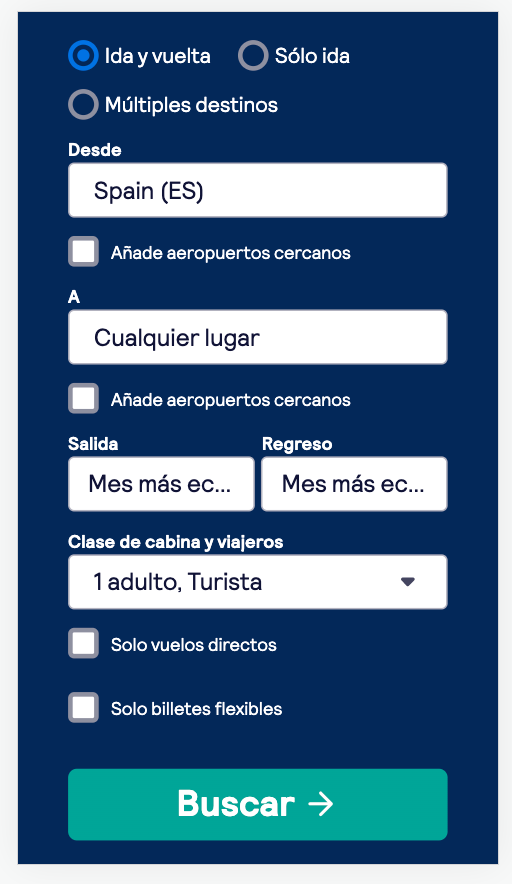 Ida y vuelta Sólo ida
Múltiples destinos
Desde
Spain (ES)
Añade aeropuertos cercanos
A
Cualquier lugar
Añade aeropuertos cercanos
Salida Regreso
Mes más ec... Mes más ec...
Clase de cabina y viajeros
1 adulto, Turista
Solo vuelos directos
Solo billetes flexibles
Buscar →